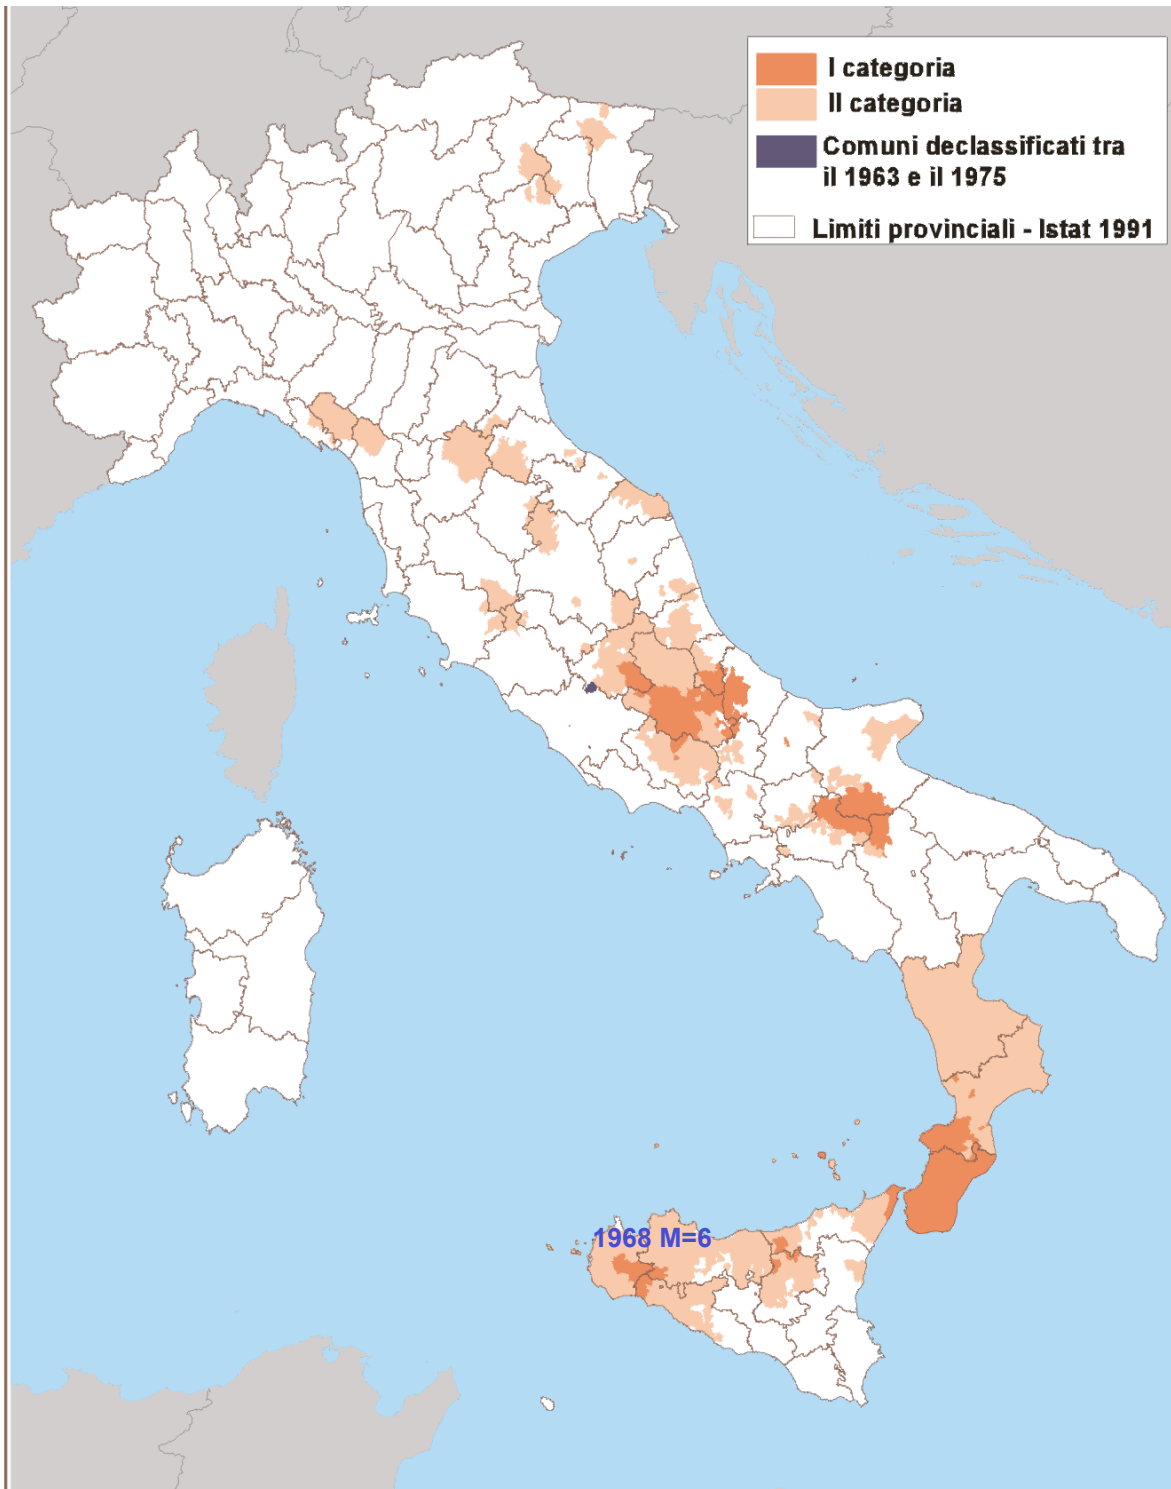 I categoria
II categoria
Comuni declassificati tra
il 1963 e il 1975
Limiti provinciali - Istat 1991
1968 M=6